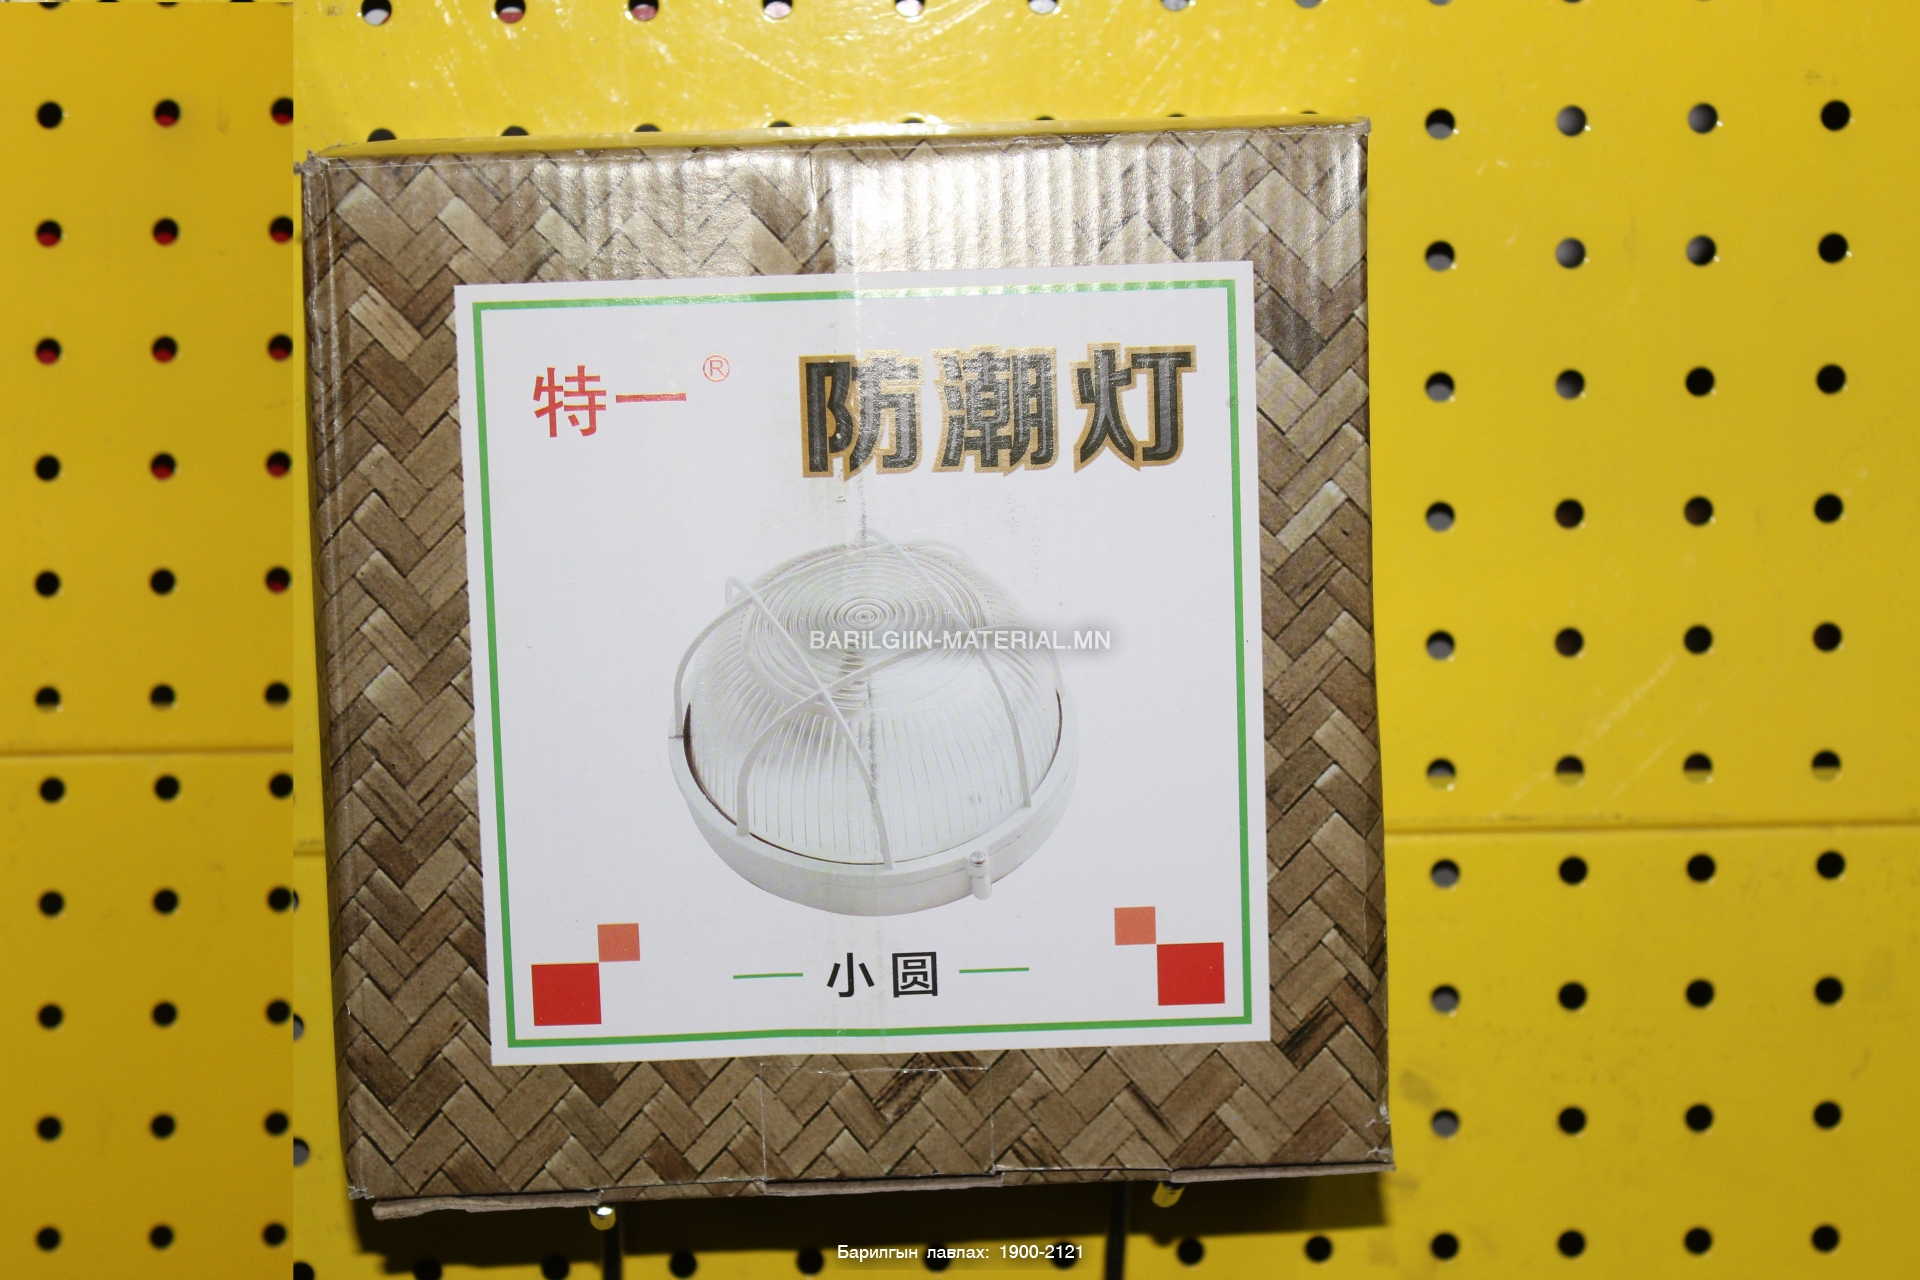 特一®
防潮灯
BARILGIIN-MATERIAL.MN
小圆
Барилгын лавлах: 1900-2121